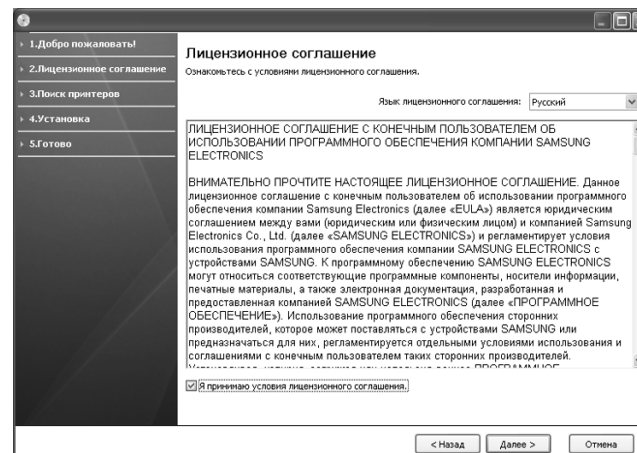 1.Добро пожаловать!
2.Лицензионное соглашение
3.Поиск принтеров
4.Установка
5.Готово
Лицензионное соглашение
Ознакомьтесь с условиями лицензионного соглашения.
Язык лицензионного соглашения: Русский
ЛИЦЕНЗИОННОЕ СОГЛАШЕНИЕ С КОНЕЧНЫМ ПОЛЬЗОВАТЕЛЕМ ОБ
ИСПОЛЬЗОВАНИИ ПРОГРАММНОГО ОБЕСПЕЧЕНИЯ КОМПАНИИ SAMSUNG
ELECTRONICS
ВНИМАТЕЛЬНО ПРОЧТИТЕ НАСТОЯЩЕЕ ЛИЦЕНЗИОННОЕ СОГЛАШЕНИЕ. Данное
лицензионное соглашение с конечным пользователем об использовании программного
обеспечения компании Samsung Electronics (далее «EULA») является юридическим
соглашением между вами (юридическим или физическим лицом) и компанией Samsung
Electronics Co., Ltd. (далее «SAMSUNG ELECTRONICS») и регламентирует условия
использования программного обеспечения компании SAMSUNG ELECTRONICS с
устройствами SAMSUNG. К программному обеспечению SAMSUNG ELECTRONICS
могут относиться соответствующие программные компоненты, носители информации,
печатные материалы, а также электронная документация, разработанная и
предоставленная компанией SAMSUNG ELECTRONICS (далее «ПРОГРАММНОЕ
ОБЕСПЕЧЕНИЕ»). Использование программного обеспечения сторонних
производителей, которое может поставляться с устройствами SAMSUNG или
предназначаться для них, регламентируется отдельными условиями использования и
соглашениями с конечным пользователем таких сторонних производителей.
Я принимаю условия лицензионного соглашения.
< Назад Далее > Отмена